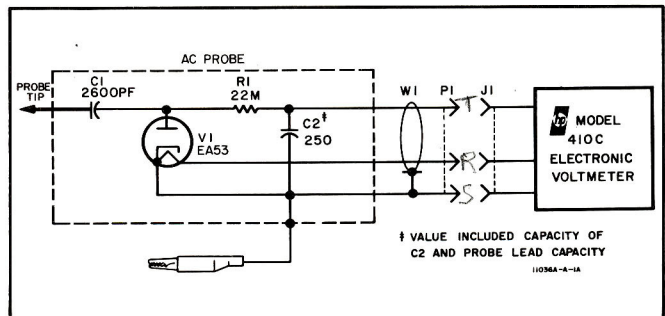 AC PROBE
PROBE
TIP
C1
2600PF
R1
22M
C2‡
250
V1
EA53
W1
P1
J1
T
R
S
hp MODEL
410C
ELECTRONIC
VOLTMETER
‡ VALUE INCLUDED CAPACITY OF
C2 AND PROBE LEAD CAPACITY
11036A-A-1A